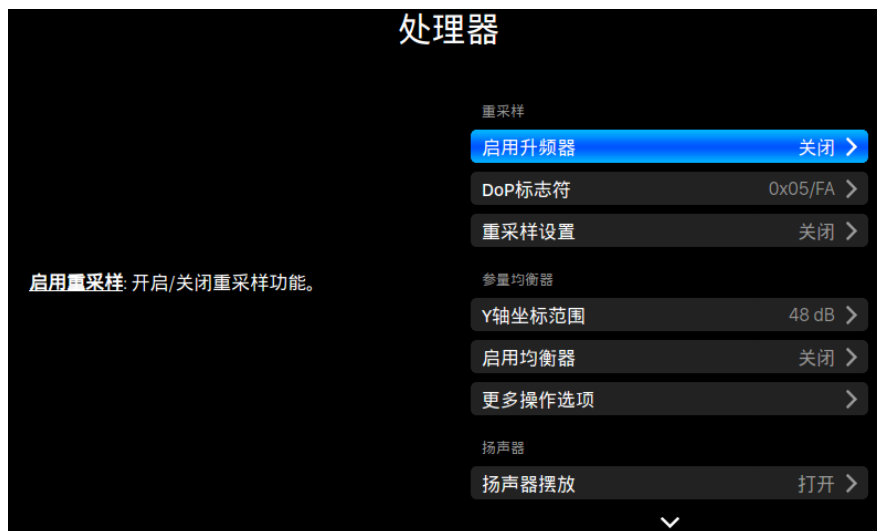 处理器
重采样
启用升频器 关闭
DoP标志符 0x05/FA
重采样设置 关闭
启用重采样: 开启/关闭重采样功能。
参量均衡器
Y轴坐标范围 48 dB
启用均衡器 关闭
更多操作选项
扬声器
扬声器摆放 打开